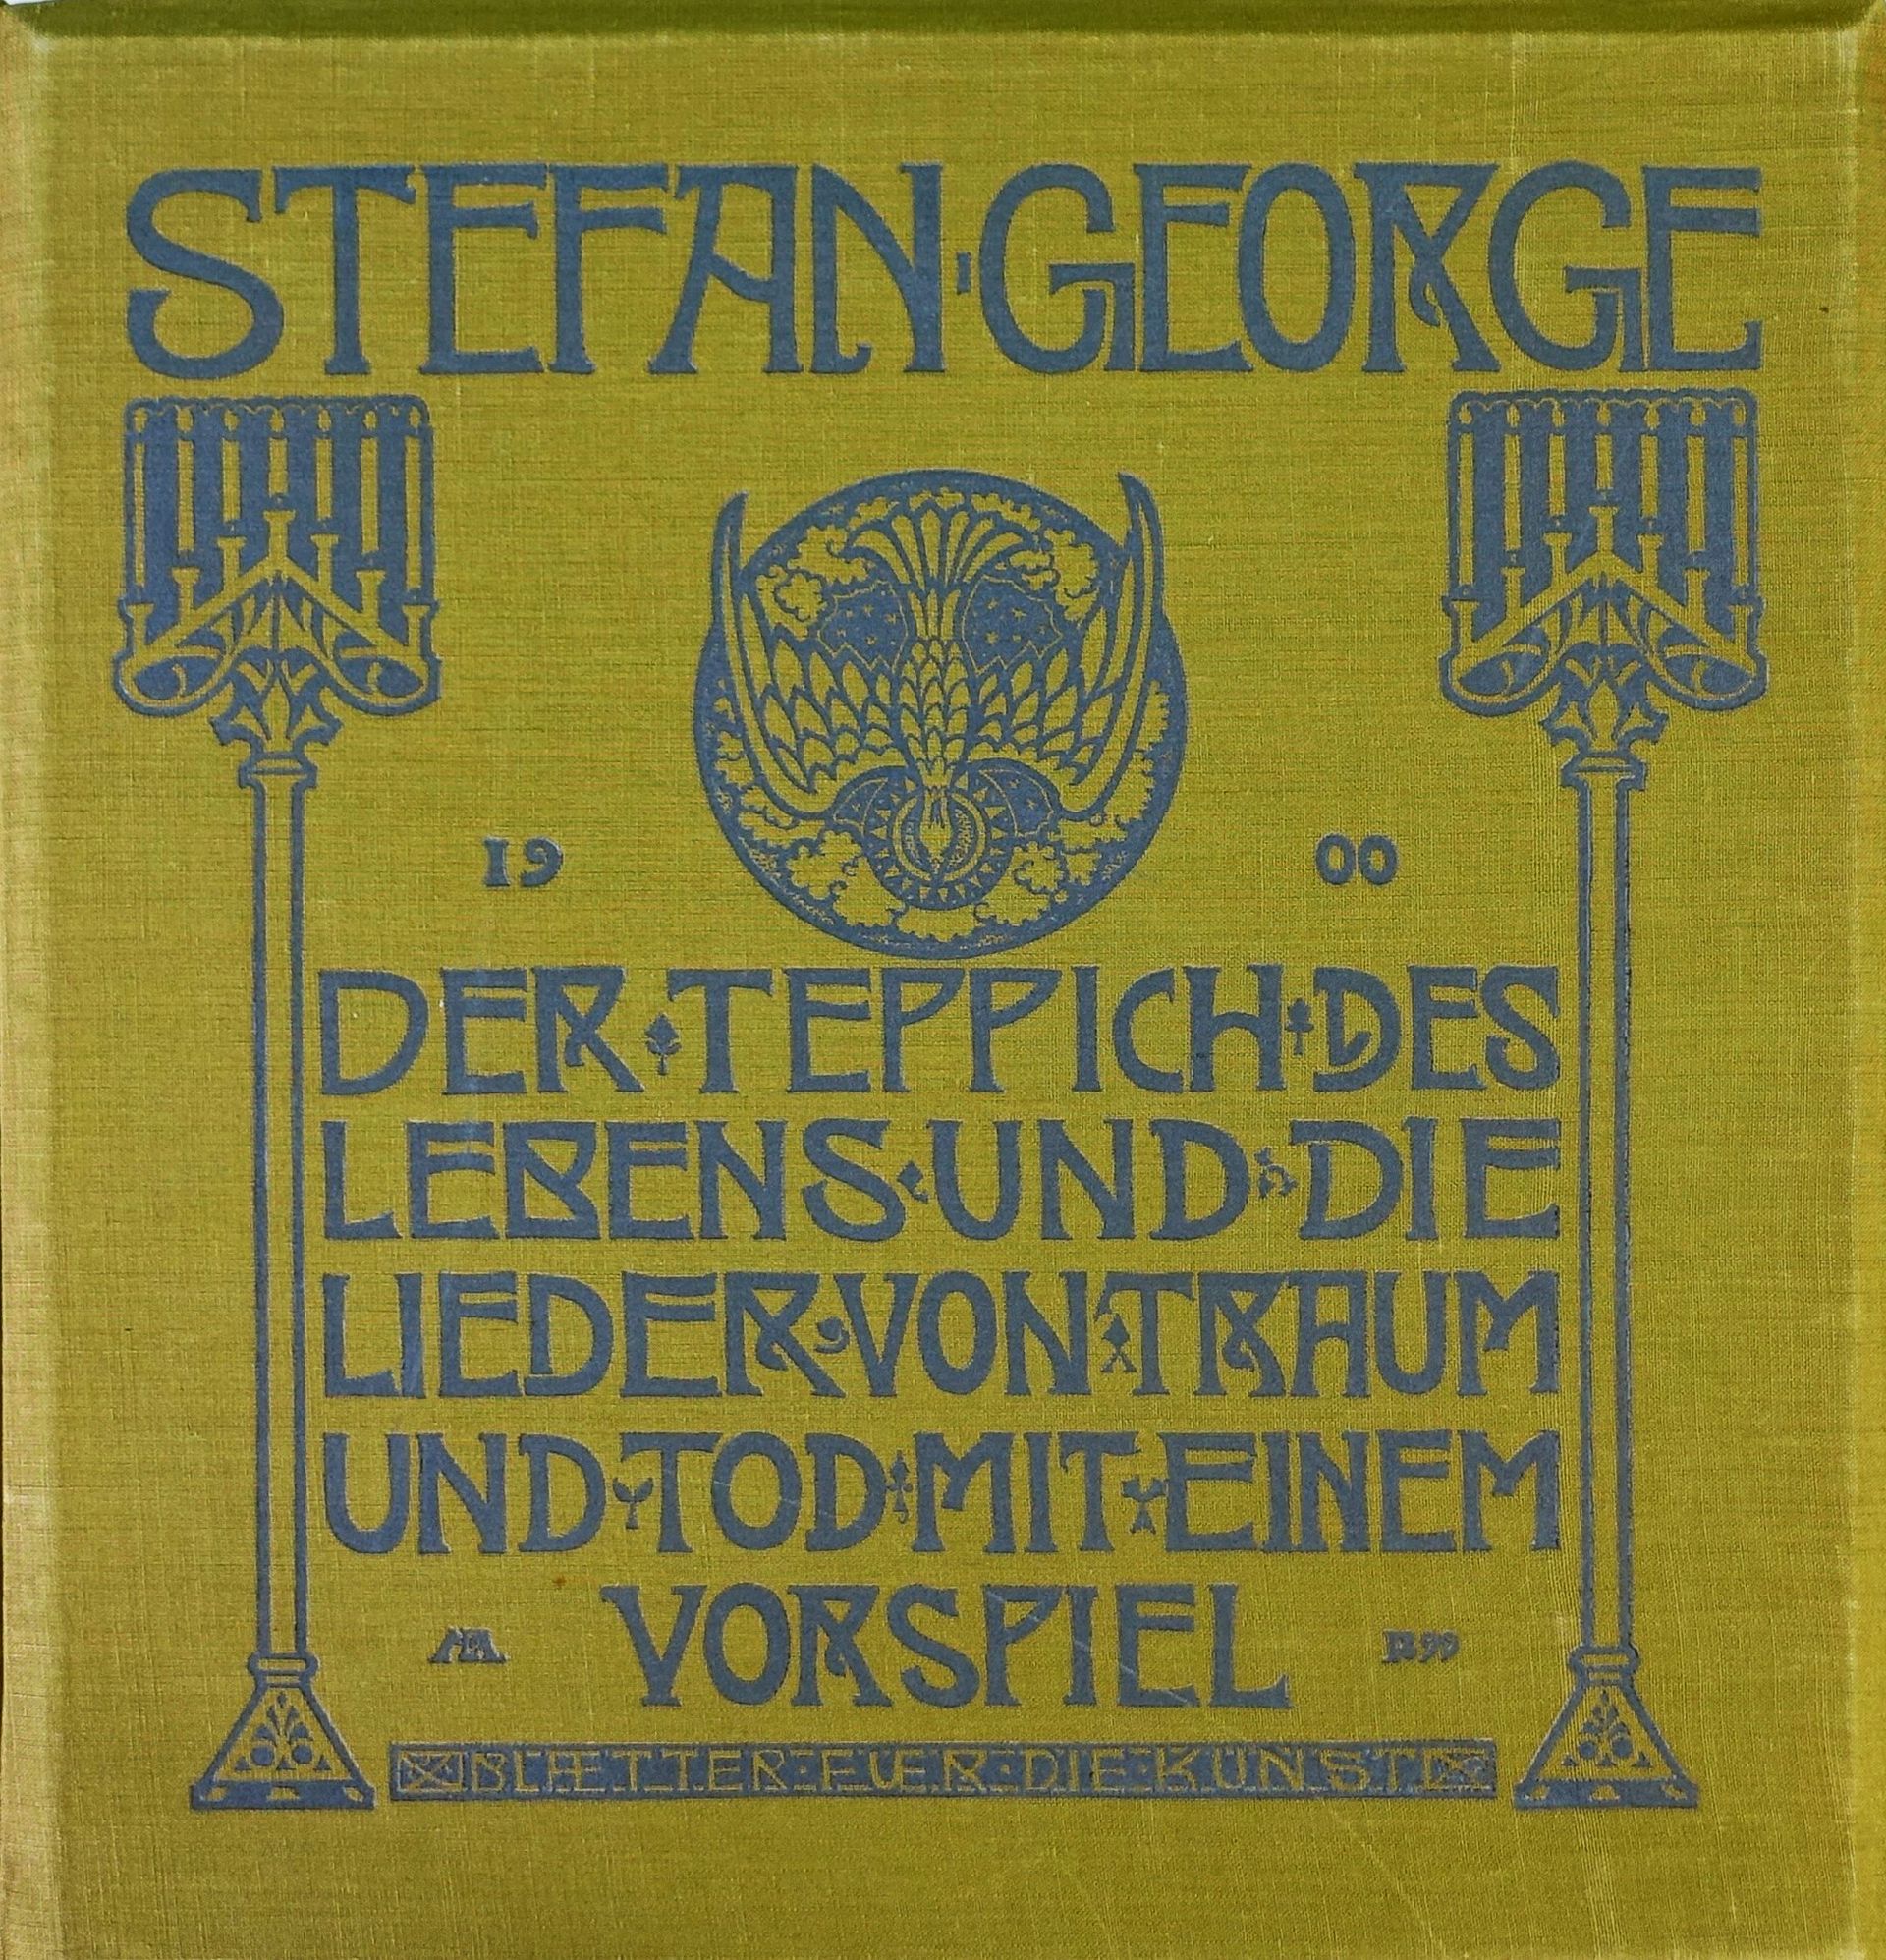 STEFAN·GEORGE
19 00
DER·TEPPICH·DES
LEBENS·UND·DIE
LIEDER·VON·TRAUM
UND·TOD·MIT·EINEM
VORSPIEL
1899
BLÆTTER·FUER·DIE·KUNST